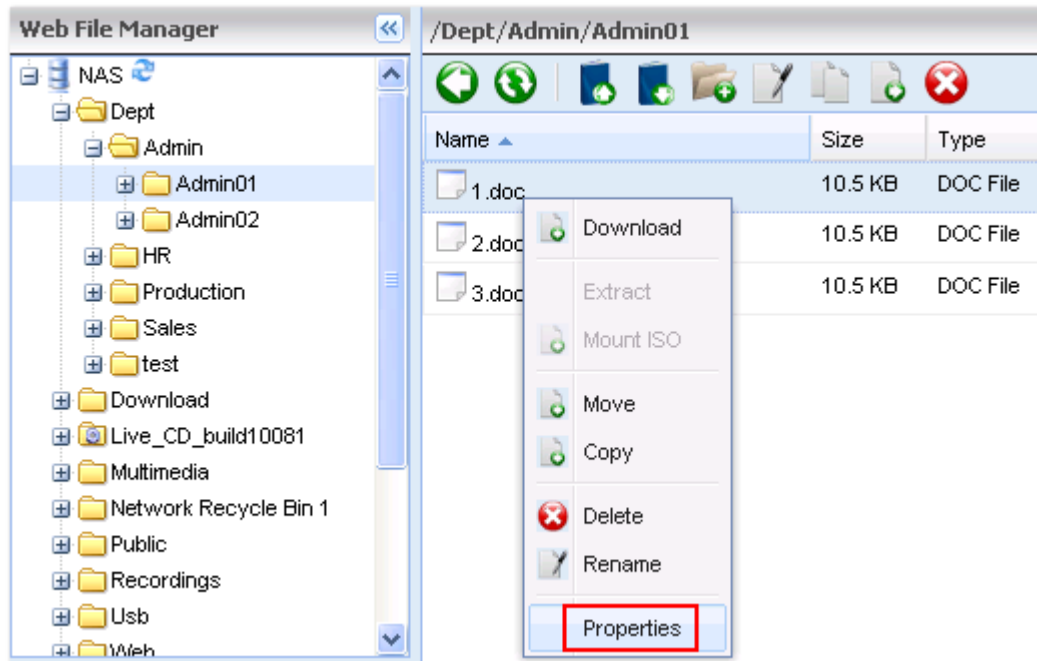 Web File Manager
NAS
Dept
Admin
Admin01
Admin02
HR
Production
Sales
test
Download
Live_CD_build10081
Multimedia
Network Recycle Bin 1
Public
Recordings
Usb
Web
/Dept/Admin/Admin01
Name Size Type
1.doc 10.5 KB DOC File
2.doc 10.5 KB DOC File
3.doc 10.5 KB DOC File
Download
Extract
Mount ISO
Move
Copy
Delete
Rename
Properties